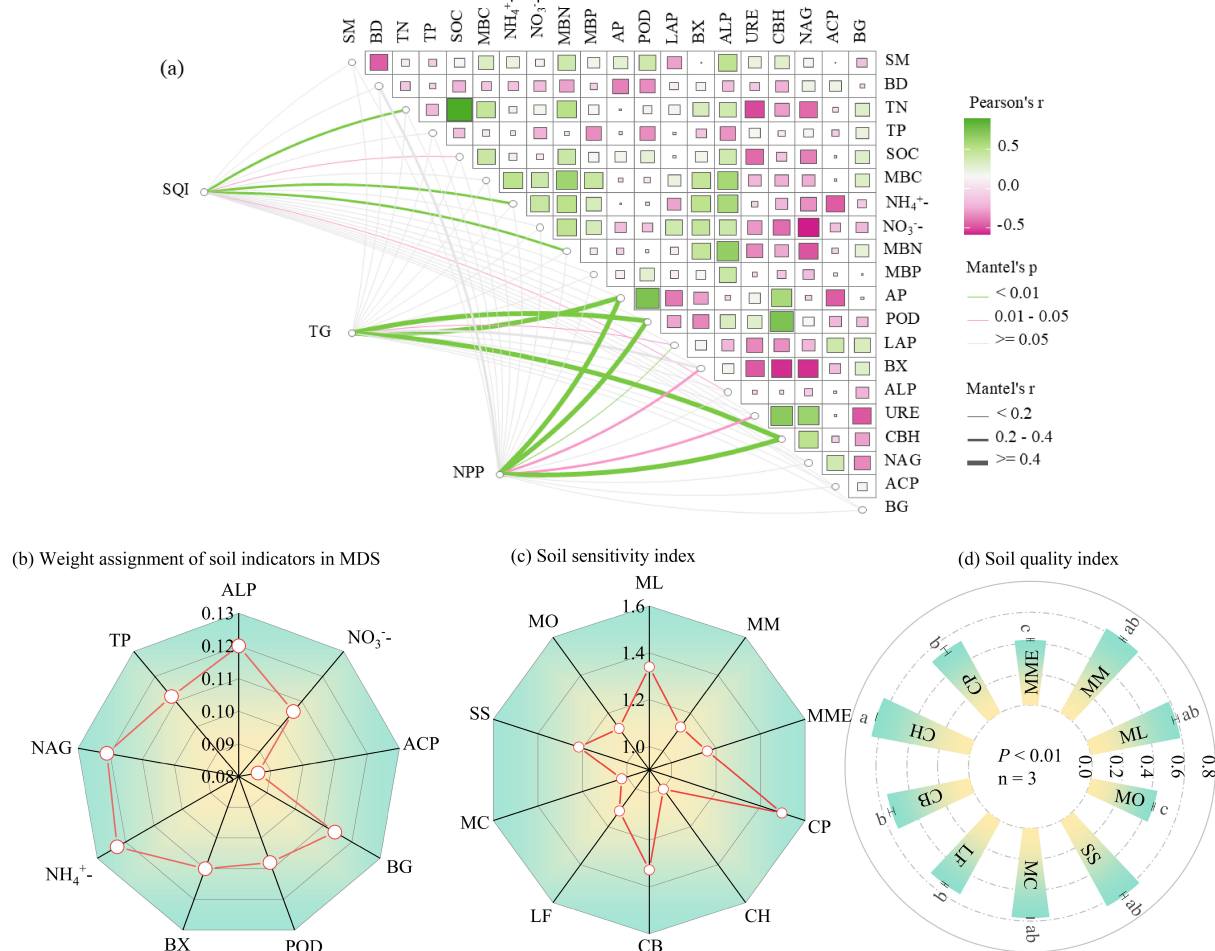 (a)
SM BD TN TP SOC MBC NH₄⁺- NO₃⁻- MBN MBP AP POD LAP BX ALP URE CBH NAG ACP BG
SM
BD
TN
TP
SOC
MBC
NH₄⁺-
NO₃⁻-
MBN
MBP
AP
POD
LAP
BX
ALP
URE
CBH
NAG
ACP
BG
SQI
TG
NPP
Pearson's r
0.5
0.0
-0.5
Mantel's p
< 0.01
0.01 - 0.05
>= 0.05
Mantel's r
< 0.2
0.2 - 0.4
>= 0.4
(b) Weight assignment of soil indicators in MDS
ALP
NO₃⁻-
ACP
BG
POD
BX
NH₄⁺-
NAG
TP
0.13
0.12
0.11
0.10
0.09
0.08
(c) Soil sensitivity index
ML
MM
MME
CP
CH
CB
LF
MC
SS
MO
1.6
1.4
1.2
1.0
(d) Soil quality index
MME c
MM ab
ML ab
MO c
SS ab
MC ab
LF b
CB b
CH a
CP b
P < 0.01
n = 3
0.0 0.2 0.4 0.6 0.8